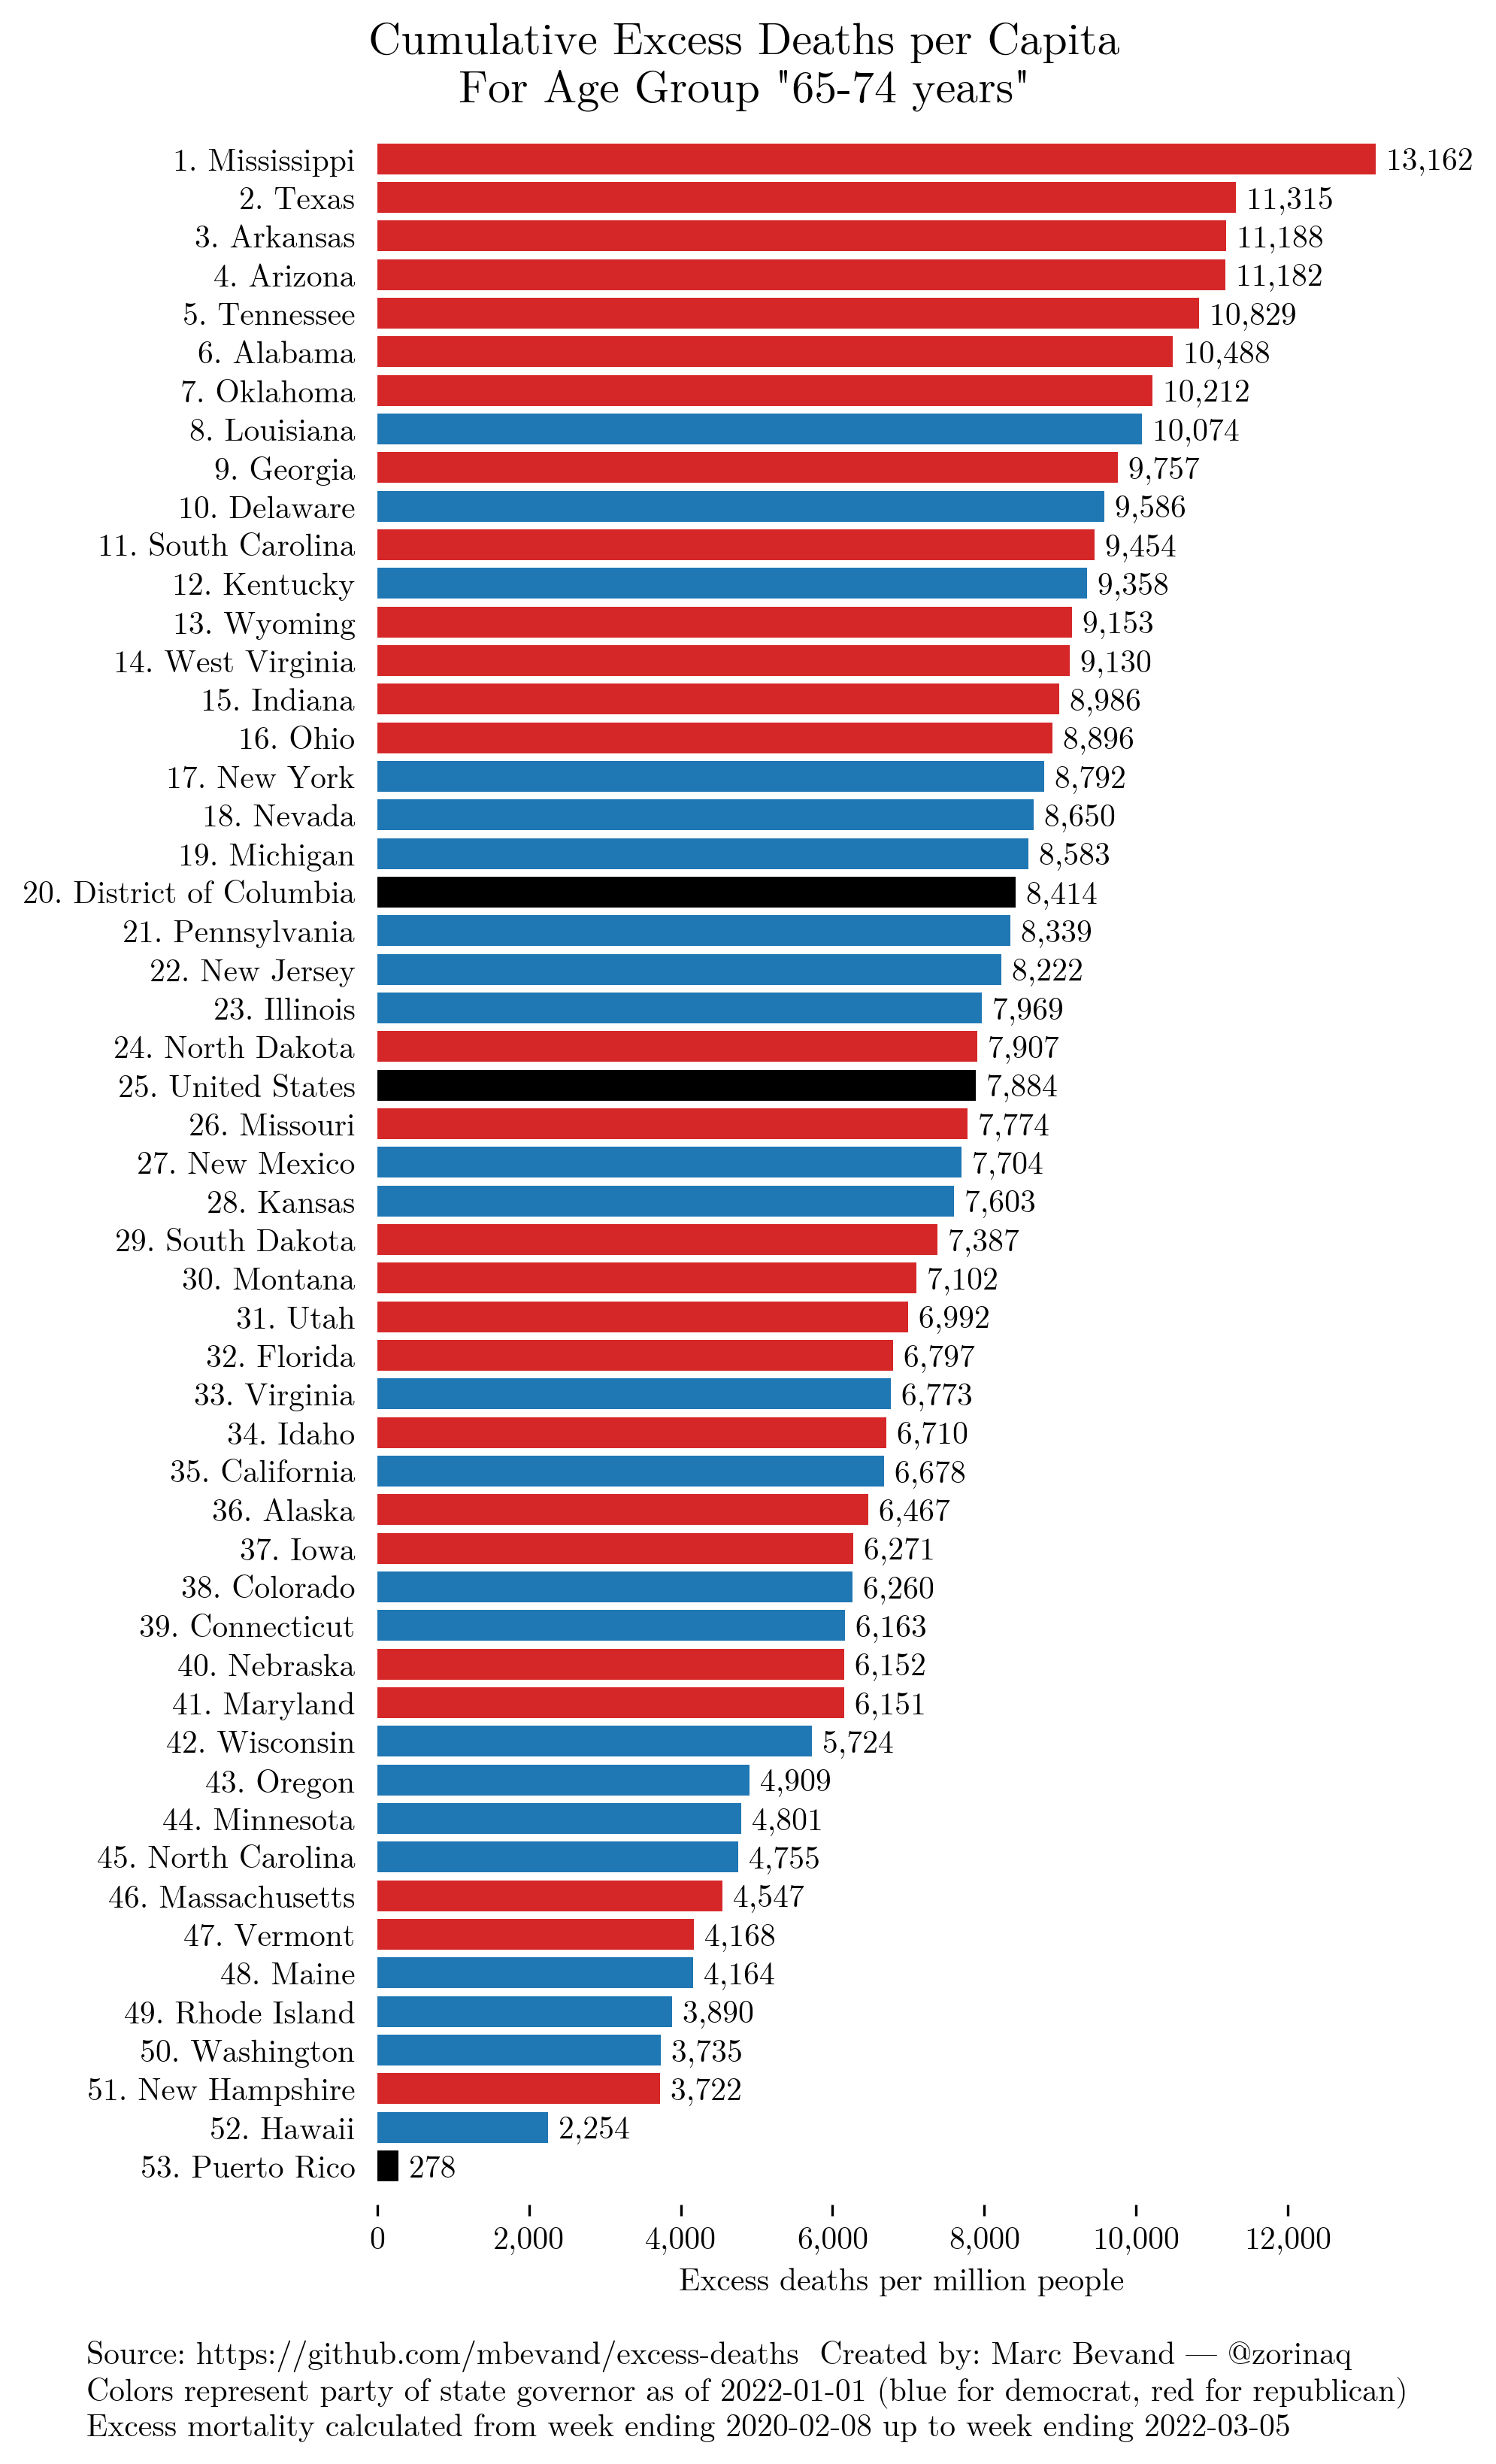 Cumulative Excess Deaths per Capita
For Age Group "65-74 years"
1. Mississippi 13,162
2. Texas 11,315
3. Arkansas 11,188
4. Arizona 11,182
5. Tennessee 10,829
6. Alabama 10,488
7. Oklahoma 10,212
8. Louisiana 10,074
9. Georgia 9,757
10. Delaware 9,586
11. South Carolina 9,454
12. Kentucky 9,358
13. Wyoming 9,153
14. West Virginia 9,130
15. Indiana 8,986
16. Ohio 8,896
17. New York 8,792
18. Nevada 8,650
19. Michigan 8,583
20. District of Columbia 8,414
21. Pennsylvania 8,339
22. New Jersey 8,222
23. Illinois 7,969
24. North Dakota 7,907
25. United States 7,884
26. Missouri 7,774
27. New Mexico 7,704
28. Kansas 7,603
29. South Dakota 7,387
30. Montana 7,102
31. Utah 6,992
32. Florida 6,797
33. Virginia 6,773
34. Idaho 6,710
35. California 6,678
36. Alaska 6,467
37. Iowa 6,271
38. Colorado 6,260
39. Connecticut 6,163
40. Nebraska 6,152
41. Maryland 6,151
42. Wisconsin 5,724
43. Oregon 4,909
44. Minnesota 4,801
45. North Carolina 4,755
46. Massachusetts 4,547
47. Vermont 4,168
48. Maine 4,164
49. Rhode Island 3,890
50. Washington 3,735
51. New Hampshire 3,722
52. Hawaii 2,254
53. Puerto Rico 278
0 2,000 4,000 6,000 8,000 10,000 12,000
Excess deaths per million people
Source: https://github.com/mbevand/excess-deaths Created by: Marc Bevand — @zorinaq
Colors represent party of state governor as of 2022-01-01 (blue for democrat, red for republican)
Excess mortality calculated from week ending 2020-02-08 up to week ending 2022-03-05